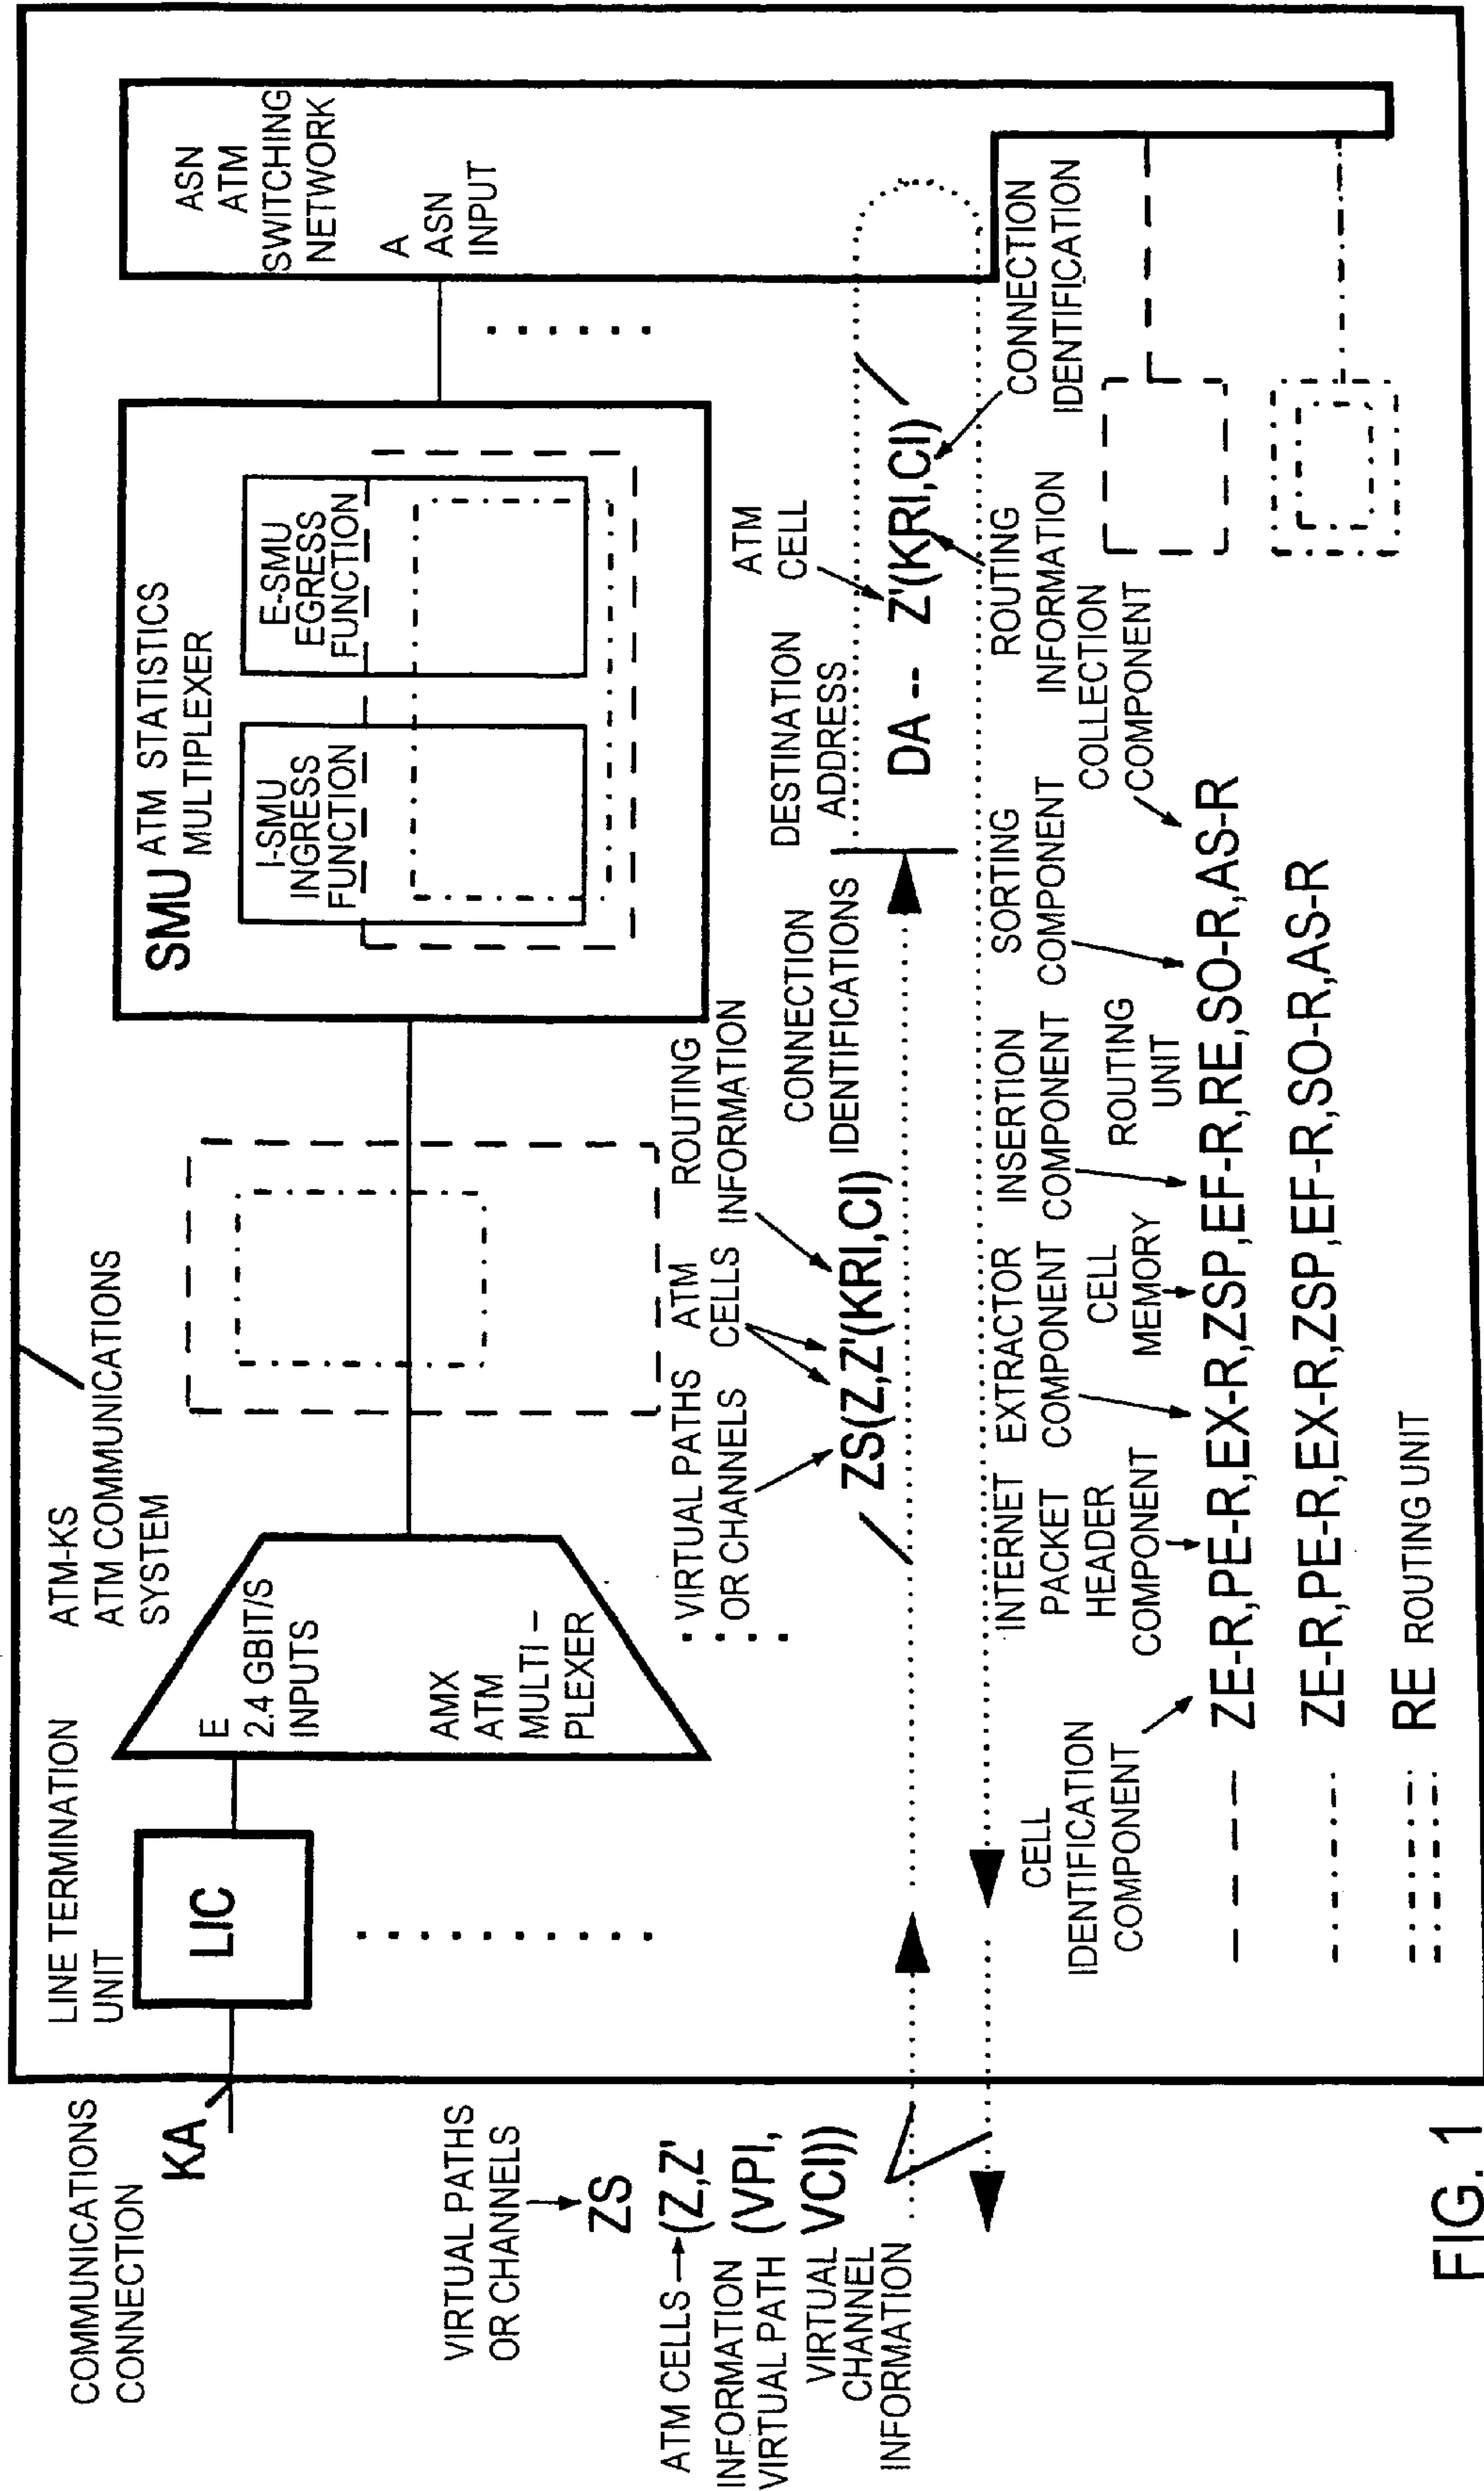 COMMUNICATIONS
CONNECTION
KA
LINE TERMINATION
UNIT
LIC
ATM-KS
ATM COMMUNICATIONS
SYSTEM
E
2.4 GBIT/S
INPUTS
AMX
ATM
MULTI –
PLEXER
SMU ATM STATISTICS
MULTIPLEXER
I-SMU
INGRESS
FUNCTION
E-SMU
EGRESS
FUNCTION
ASN
ATM
SWITCHING
NETWORK
A
ASN
INPUT
VIRTUAL PATHS
OR CHANNELS
ZS
ATM CELLS
(Z,Z'
INFORMATION
VIRTUAL PATH
(VPI,
VIRTUAL
CHANNEL
INFORMATION
VCI))
VIRTUAL PATHS
OR CHANNELS
ATM
CELLS
ROUTING
INFORMATION
ZS(Z,Z'(KRI,CI)
CONNECTION
IDENTIFICATIONS
DESTINATION
ADDRESS
ATM
CELL
DA -- Z'(KRI,CI)
ROUTING
INFORMATION
CONNECTION
IDENTIFICATION
CELL
IDENTIFICATION
COMPONENT
INTERNET
PACKET
HEADER
COMPONENT
EXTRACTOR
COMPONENT
CELL
MEMORY
INSERTION
COMPONENT
ROUTING
UNIT
SORTING
COMPONENT
COLLECTION
COMPONENT
ZE-R,PE-R,EX-R,ZSP,EF-R,RE,SO-R,AS-R
ZE-R,PE-R,EX-R,ZSP,EF-R,SO-R,AS-R
RE ROUTING UNIT
FIG. 1